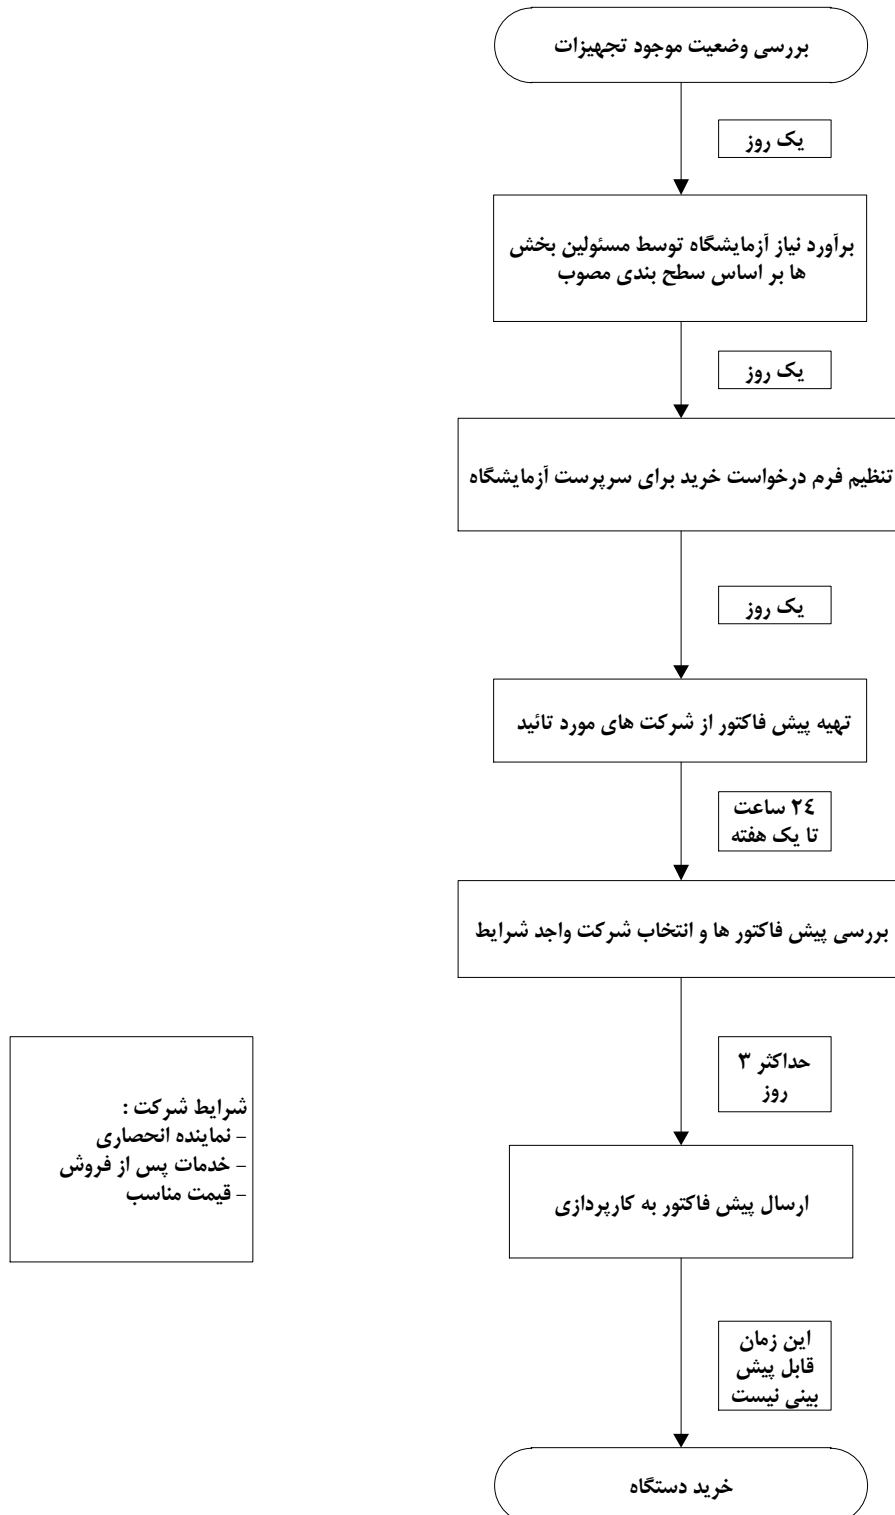 بررسی وضعیت موجود تجهیزات
یک روز
برآورد نیاز آزمایشگاه توسط مسئولین بخش
ها بر اساس سطح بندی مصوب
یک روز
تنظیم فرم درخواست خرید برای سرپرست آزمایشگاه
یک روز
تهیه پیش فاکتور از شرکت های مورد تائید
٢٤ ساعت
تا یک هفته
بررسی پیش فاکتور ها و انتخاب شرکت واجد شرایط
حداکثر ٣
روز
شرایط شرکت :
- نماینده انحصاری
- خدمات پس از فروش
- قیمت مناسب
ارسال پیش فاکتور به کارپردازی
این زمان
قابل پیش
بینی نیست
خرید دستگاه